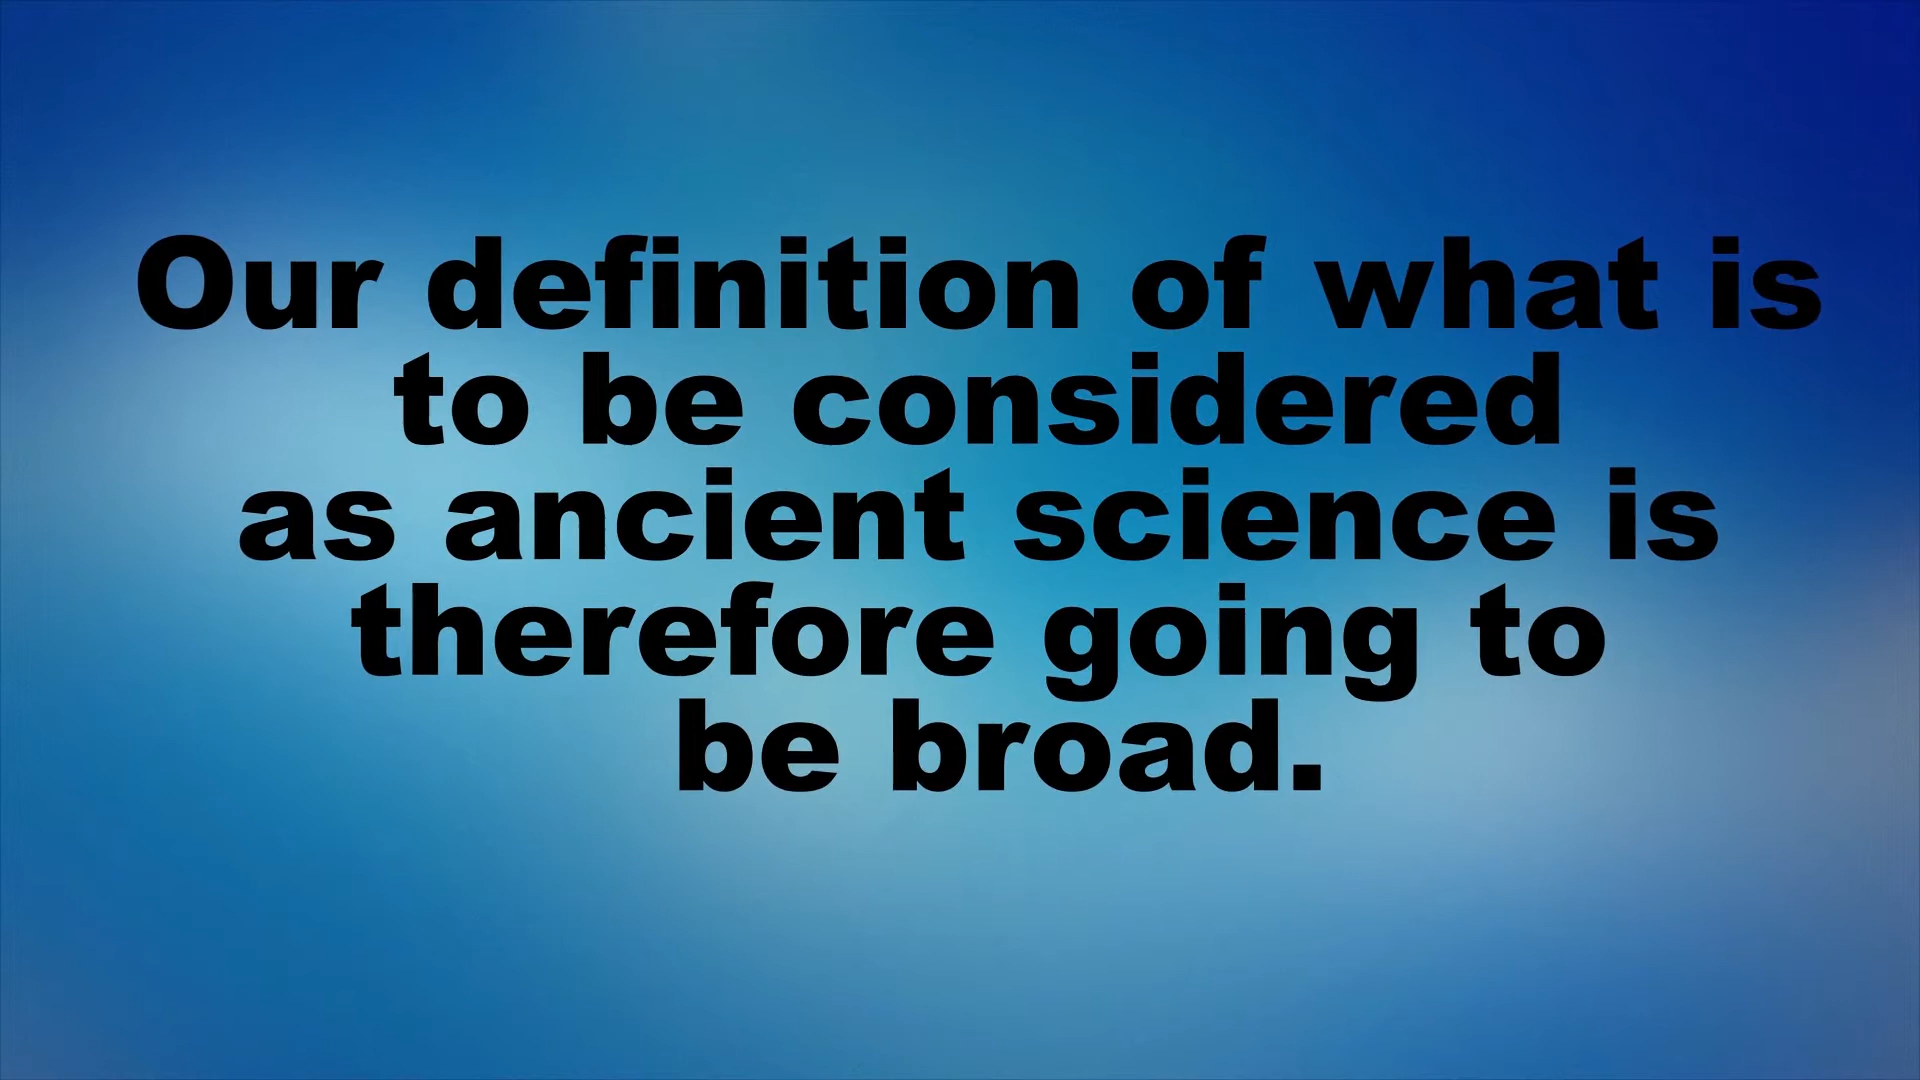 Our definition of what is
to be considered
as ancient science is
therefore going to
be broad.